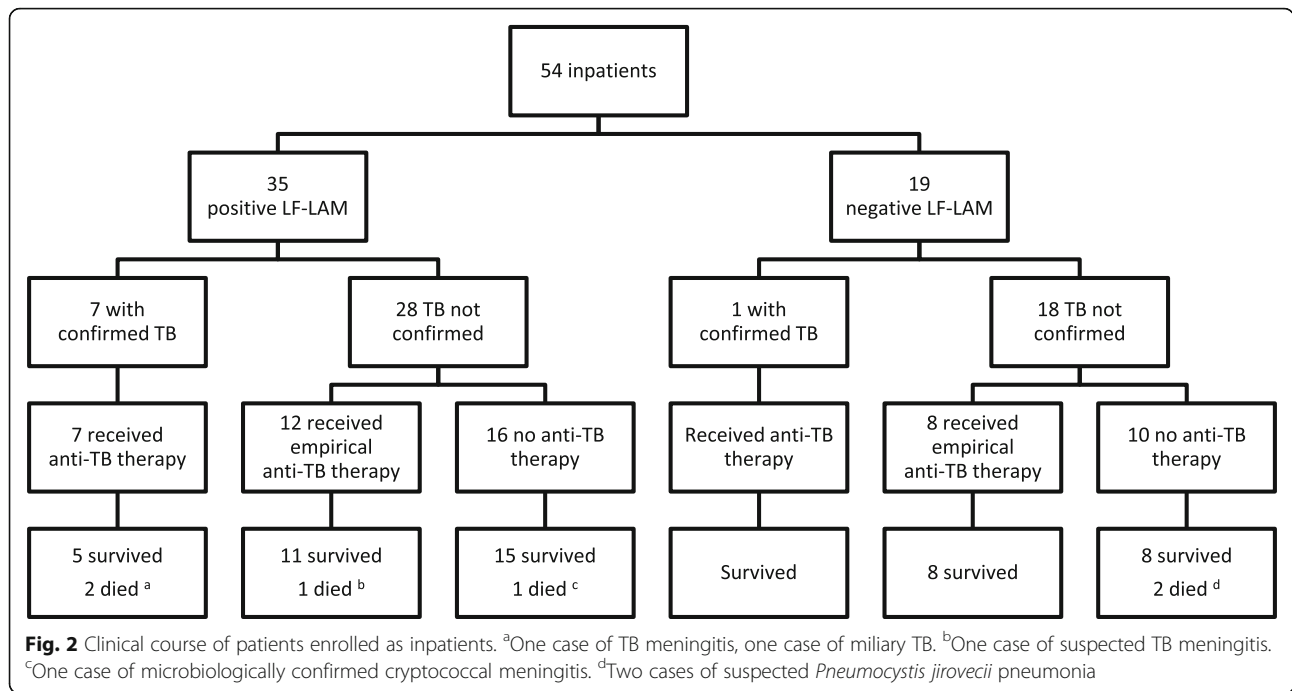 54 inpatients
35
positive LF-LAM
19
negative LF-LAM
7 with
confirmed TB
28 TB not
confirmed
1 with
confirmed TB
18 TB not
confirmed
7 received
anti-TB therapy
12 received
empirical
anti-TB therapy
16 no anti-TB
therapy
Received anti-TB
therapy
8 received
empirical
anti-TB therapy
10 no anti-TB
therapy
5 survived
2 died a
11 survived
1 died b
15 survived
1 died c
Survived
8 survived
8 survived
2 died d
Fig. 2 Clinical course of patients enrolled as inpatients. aOne case of TB meningitis, one case of miliary TB. bOne case of suspected TB meningitis.
cOne case of microbiologically confirmed cryptococcal meningitis. dTwo cases of suspected Pneumocystis jirovecii pneumonia